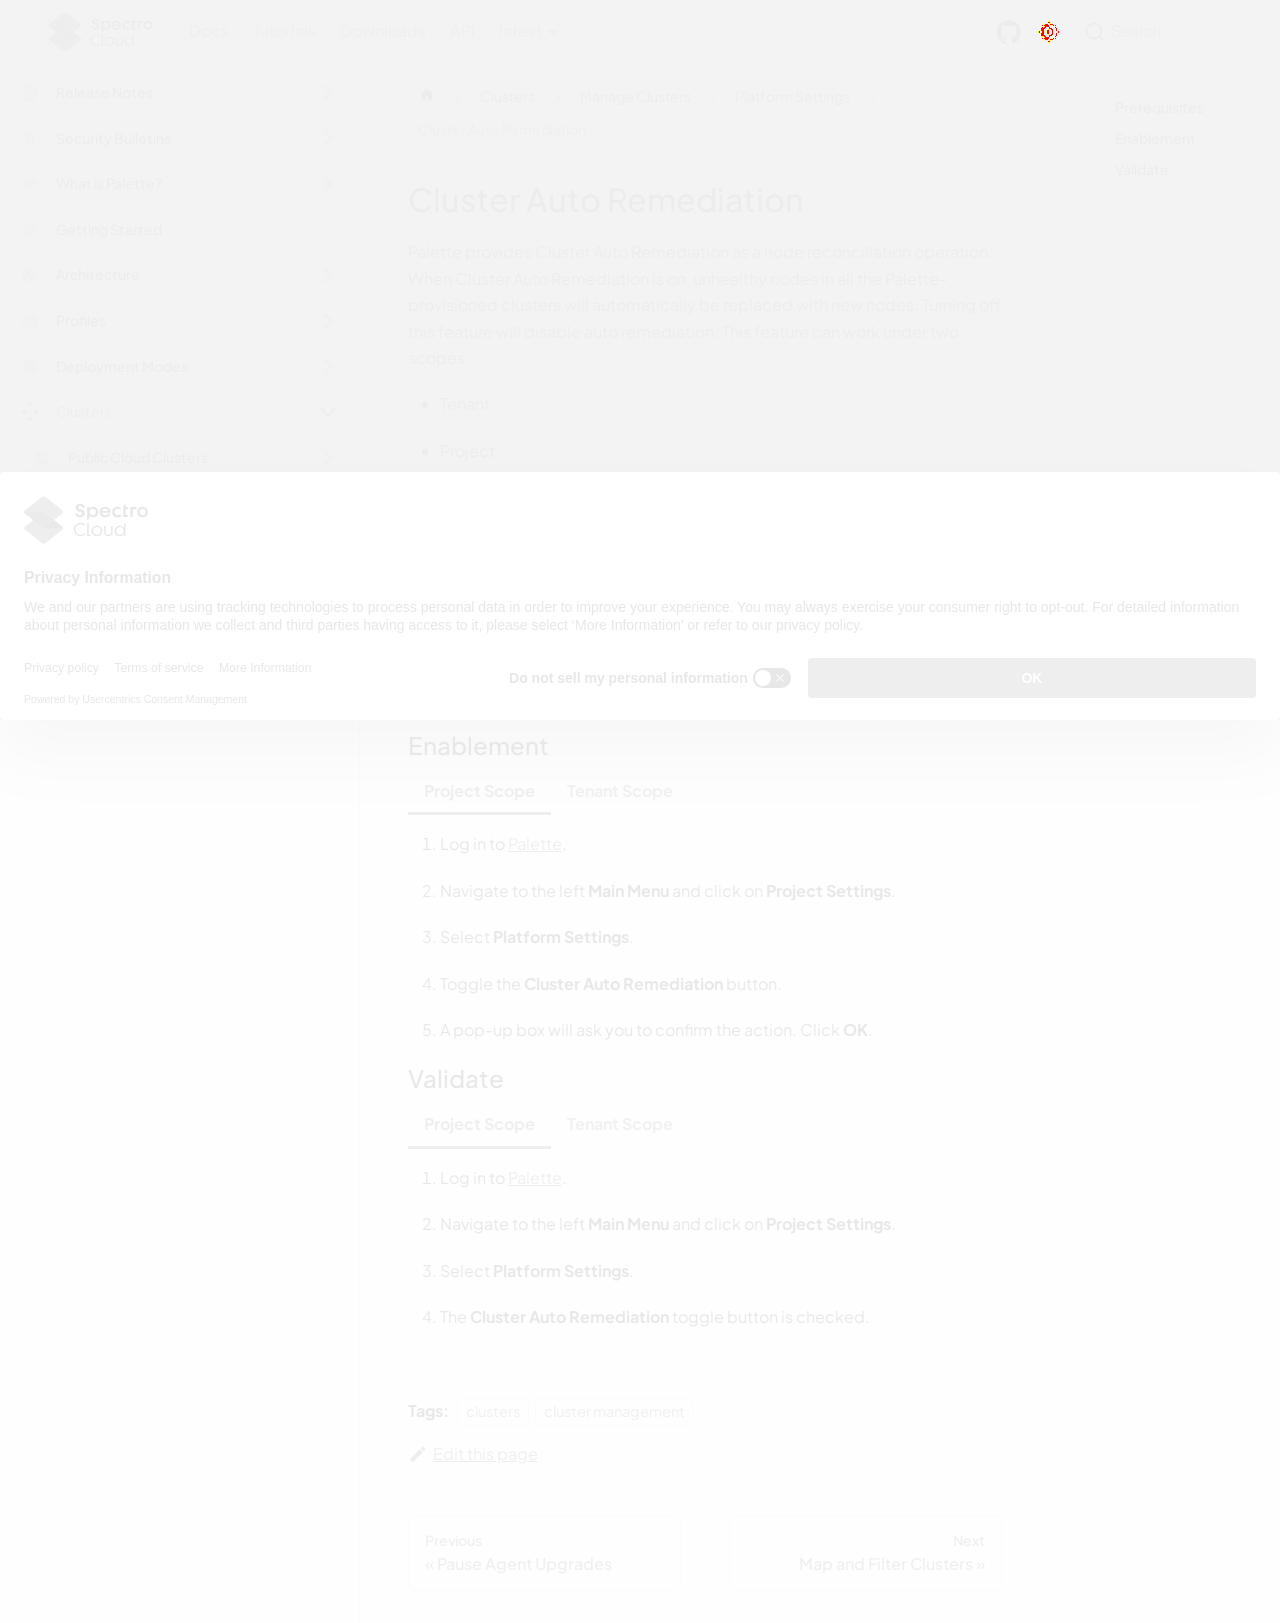 Spectro
Cloud
Docs Tutorials Downloads API latest
Search
Release Notes
Security Bulletins
What is Palette?
Getting Started
Architecture
Profiles
Deployment Modes
Clusters
Public Cloud Clusters
Clusters Manage Clusters Platform Settings
Cluster Auto Remediation
Prerequisites
Enablement
Validate
Cluster Auto Remediation
Palette provides Cluster Auto Remediation as a node reconciliation operation.
When Cluster Auto Remediation is on, unhealthy nodes in all the Palette-
provisioned clusters will automatically be replaced with new nodes. Turning off
this feature will disable auto remediation. This feature can work under two
scopes:
Tenant
Project
Spectro
Cloud
Privacy Information
We and our partners are using tracking technologies to process personal data in order to improve your experience. You may always exercise your consumer right to opt-out. For detailed information
about personal information we collect and third parties having access to it, please select 'More Information' or refer to our privacy policy.
Privacy policy Terms of service More Information
Powered by Usercentrics Consent Management
Do not sell my personal information
OK
Enablement
Project Scope Tenant Scope
1. Log in to Palette.
2. Navigate to the left Main Menu and click on Project Settings.
3. Select Platform Settings.
4. Toggle the Cluster Auto Remediation button.
5. A pop-up box will ask you to confirm the action. Click OK.
Validate
Project Scope Tenant Scope
1. Log in to Palette.
2. Navigate to the left Main Menu and click on Project Settings.
3. Select Platform Settings.
4. The Cluster Auto Remediation toggle button is checked.
Tags: clusters cluster management
Edit this page
Previous
« Pause Agent Upgrades
Next
Map and Filter Clusters »